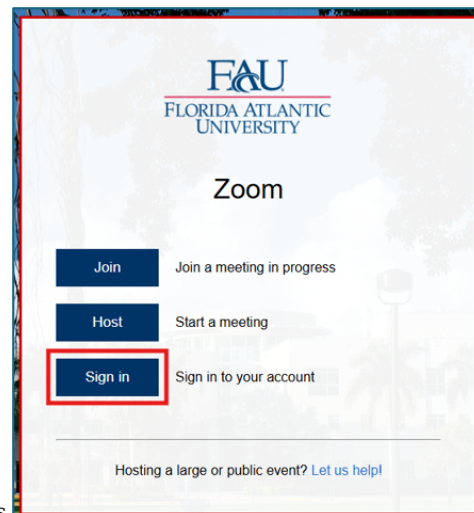 FAU
FLORIDA ATLANTIC
UNIVERSITY
Zoom
Join Join a meeting in progress
Host Start a meeting
Sign in Sign in to your account
Hosting a large or public event? Let us help!